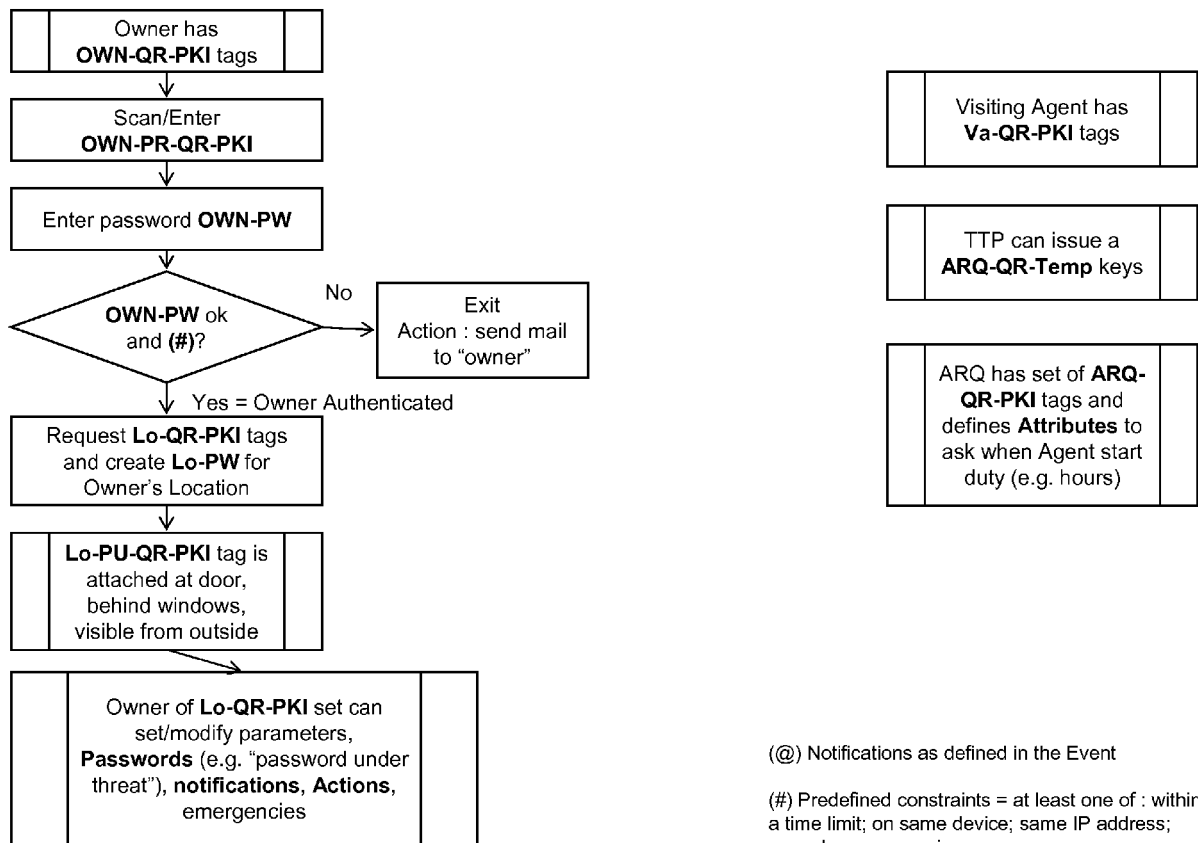 Owner has
OWN-QR-PKI tags
Scan/Enter
OWN-PR-QR-PKI
Enter password OWN-PW
OWN-PW ok
and (#)?
No
Exit
Action : send mail
to “owner”
Yes = Owner Authenticated
Request Lo-QR-PKI tags
and create Lo-PW for
Owner’s Location
Lo-PU-QR-PKI tag is
attached at door,
behind windows,
visible from outside
Owner of Lo-QR-PKI set can
set/modify parameters,
Passwords (e.g. “password under
threat”), notifications, Actions,
emergencies
Visiting Agent has
Va-QR-PKI tags
TTP can issue a
ARQ-QR-Temp keys
ARQ has set of ARQ-
QR-PKI tags and
defines Attributes to
ask when Agent start
duty (e.g. hours)
(@) Notifications as defined in the Event
(#) Predefined constraints = at least one of : within
a time limit; on same device; same IP address;